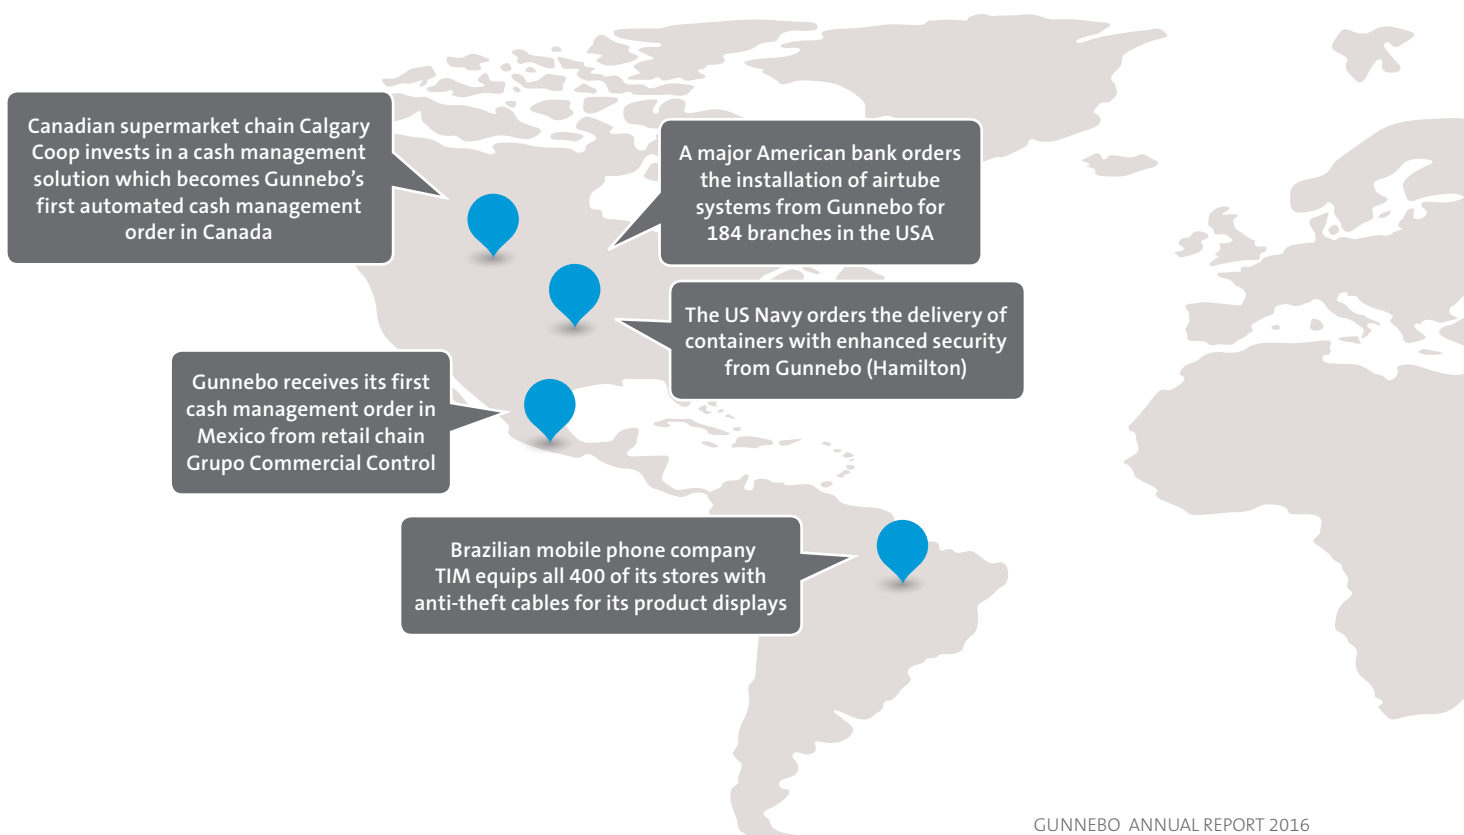 Canadian supermarket chain Calgary
Coop invests in a cash management
solution which becomes Gunnebo’s
first automated cash management
order in Canada
A major American bank orders
the installation of airtube
systems from Gunnebo for
184 branches in the USA
The US Navy orders the delivery of
containers with enhanced security
from Gunnebo (Hamilton)
Gunnebo receives its first
cash management order in
Mexico from retail chain
Grupo Commercial Control
Brazilian mobile phone company
TIM equips all 400 of its stores with
anti-theft cables for its product displays
GUNNEBO ANNUAL REPORT 2016